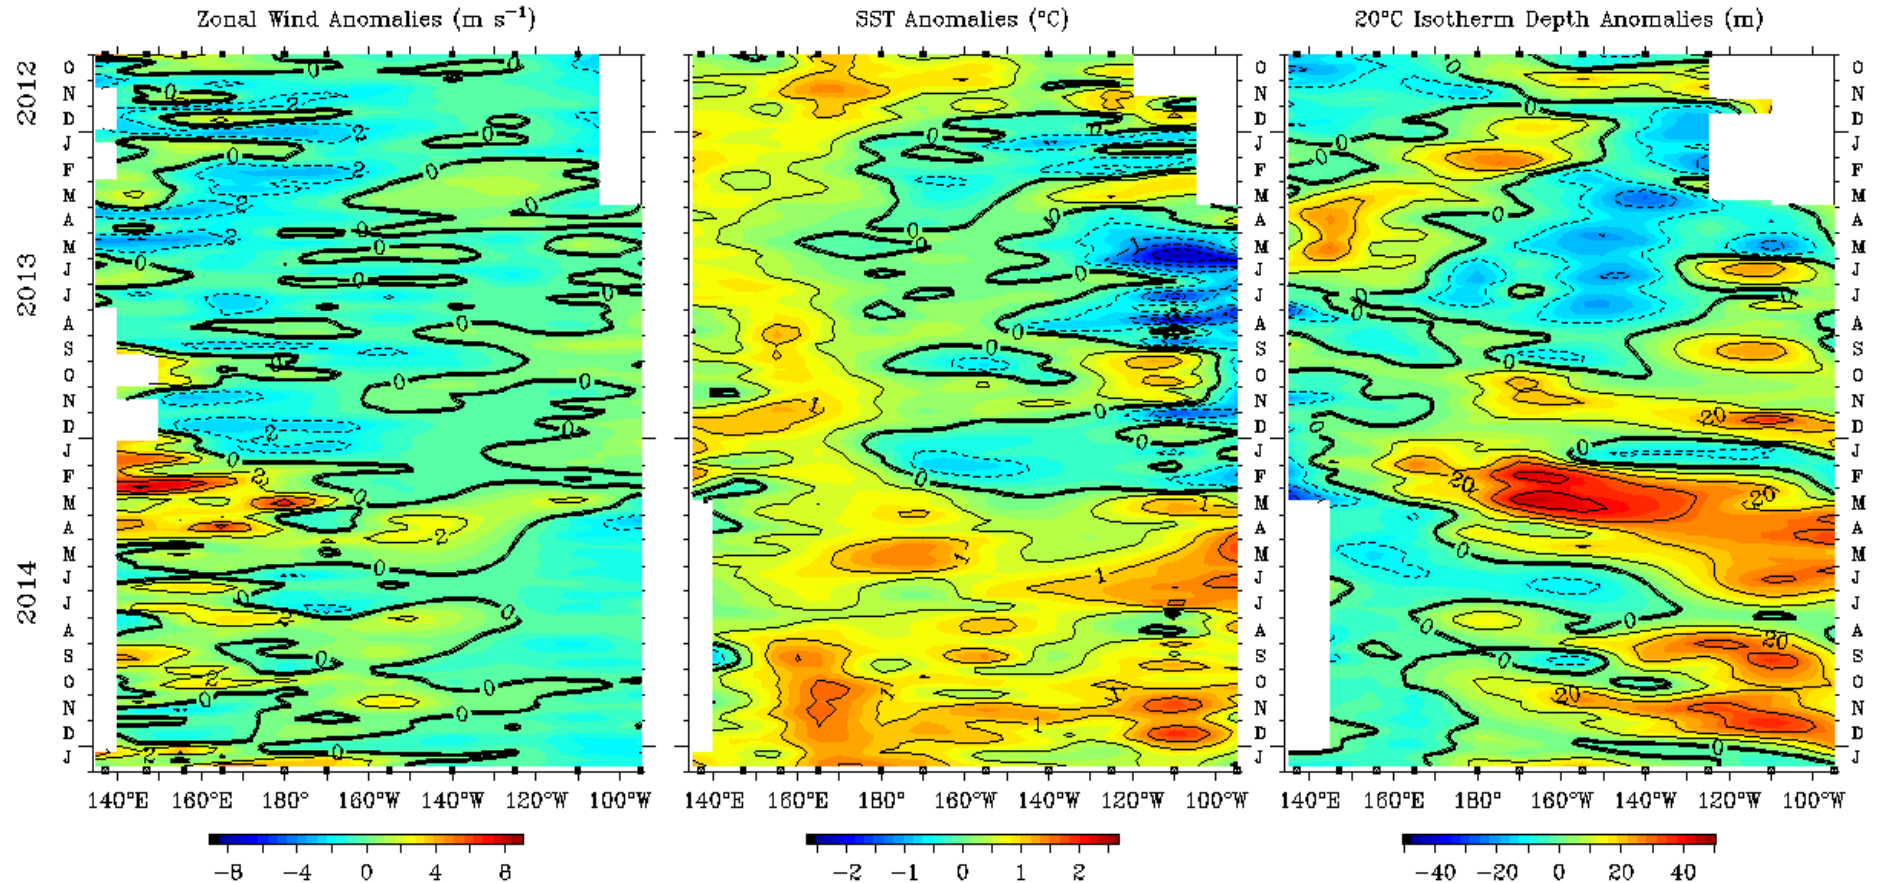 Zonal Wind Anomalies (m s⁻¹)
SST Anomalies (°C)
20°C Isotherm Depth Anomalies (m)
2012
2013
2014
O
N
D
J
F
M
A
M
J
J
A
S
O
N
D
J
F
M
A
M
J
J
A
S
O
N
D
J
O
N
D
J
F
M
A
M
J
J
A
S
O
N
D
J
F
M
A
M
J
J
A
S
O
N
D
J
O
N
D
J
F
M
A
M
J
J
A
S
O
N
D
J
F
M
A
M
J
J
A
S
O
N
D
J
140°E 160°E 180° 160°W 140°W 120°W 100°W
140°E 160°E 180° 160°W 140°W 120°W 100°W
140°E 160°E 180° 160°W 140°W 120°W 100°W
-8 -4 0 4 8
-2 -1 0 1 2
-40 -20 0 20 40